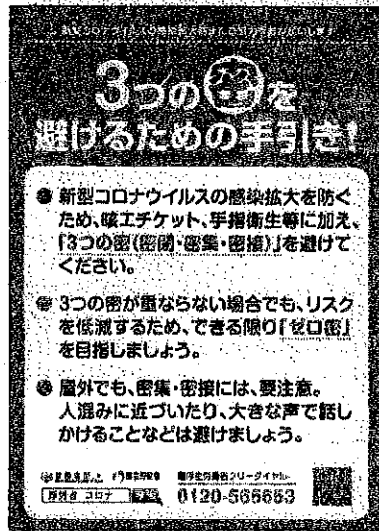 3つの密を
避けるための手引き!
新型コロナウイルスの感染拡大を防ぐ
ため、咳エチケット、手指衛生等に加え、
「3つの密(密閉・密集・密接)」を避けて
ください。
3つの密が重ならない場合でも、リスク
を低減するため、できる限り「ゼロ密」
を目指しましょう。
屋外でも、密集・密接には、要注意。
人混みに近づいたり、大きな声で話し
かけることなどは避けましょう。
厚労省 コロナ 検索
0120-565653